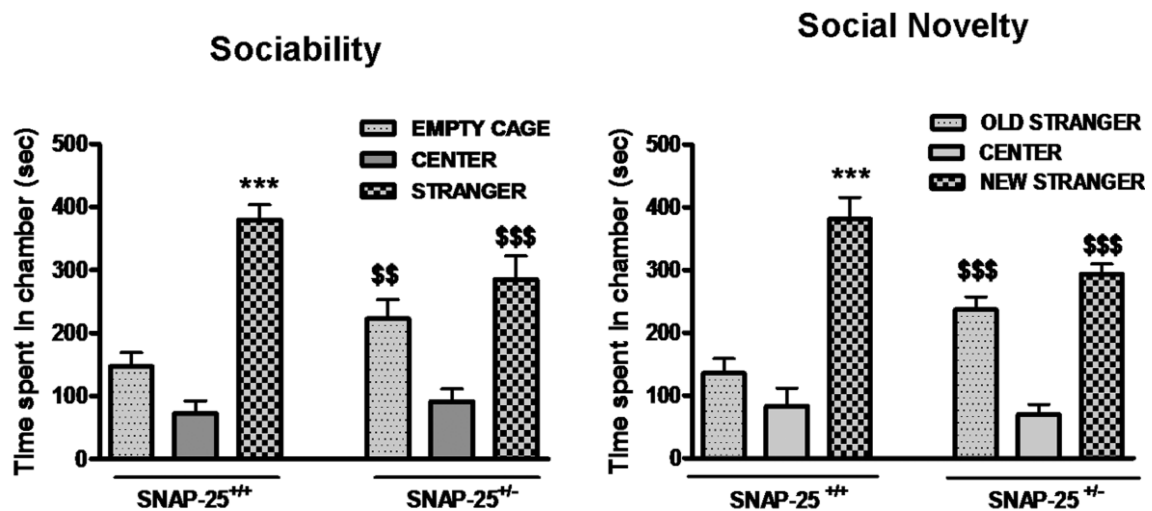 Sociability
Time spent in chamber (sec)
EMPTY CAGE
CENTER
STRANGER
500
400
300
200
100
0
***
$$
$$$
SNAP-25+/+
SNAP-25+/-
Social Novelty
Time spent in chamber (sec)
OLD STRANGER
CENTER
NEW STRANGER
500
400
300
200
100
0
***
$$$
$$$
SNAP-25 +/+
SNAP-25 +/-